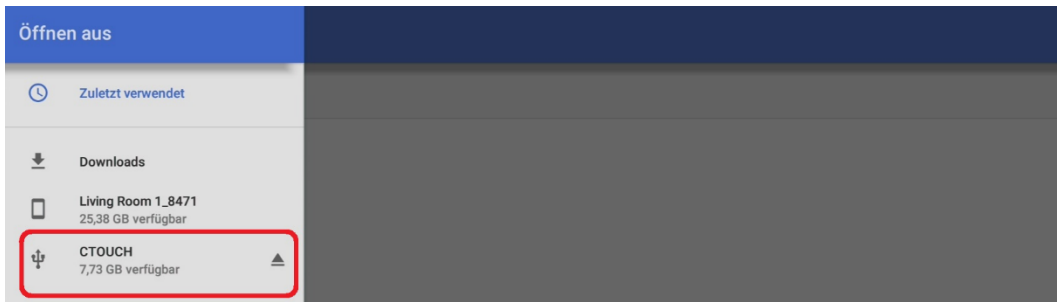 Öffnen aus
Zuletzt verwendet
Downloads
Living Room 1_8471
25,38 GB verfügbar
CTOUCH
7,73 GB verfügbar